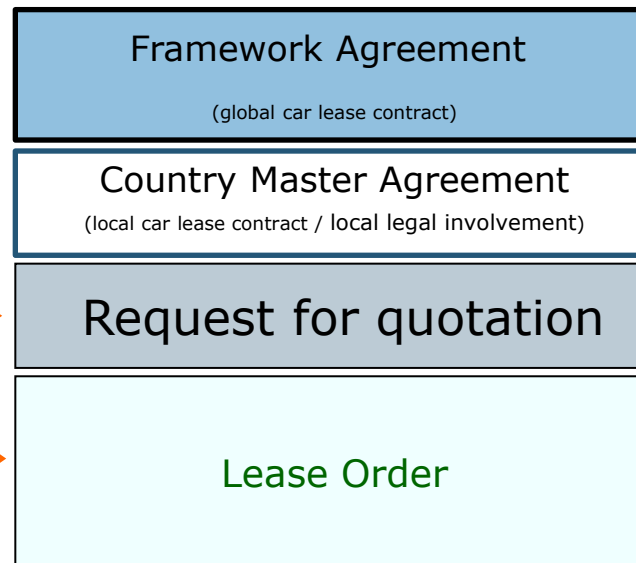 Framework Agreement
(global car lease contract)
Country Master Agreement
(local car lease contract / local legal involvement)
Request for quotation
Lease Order